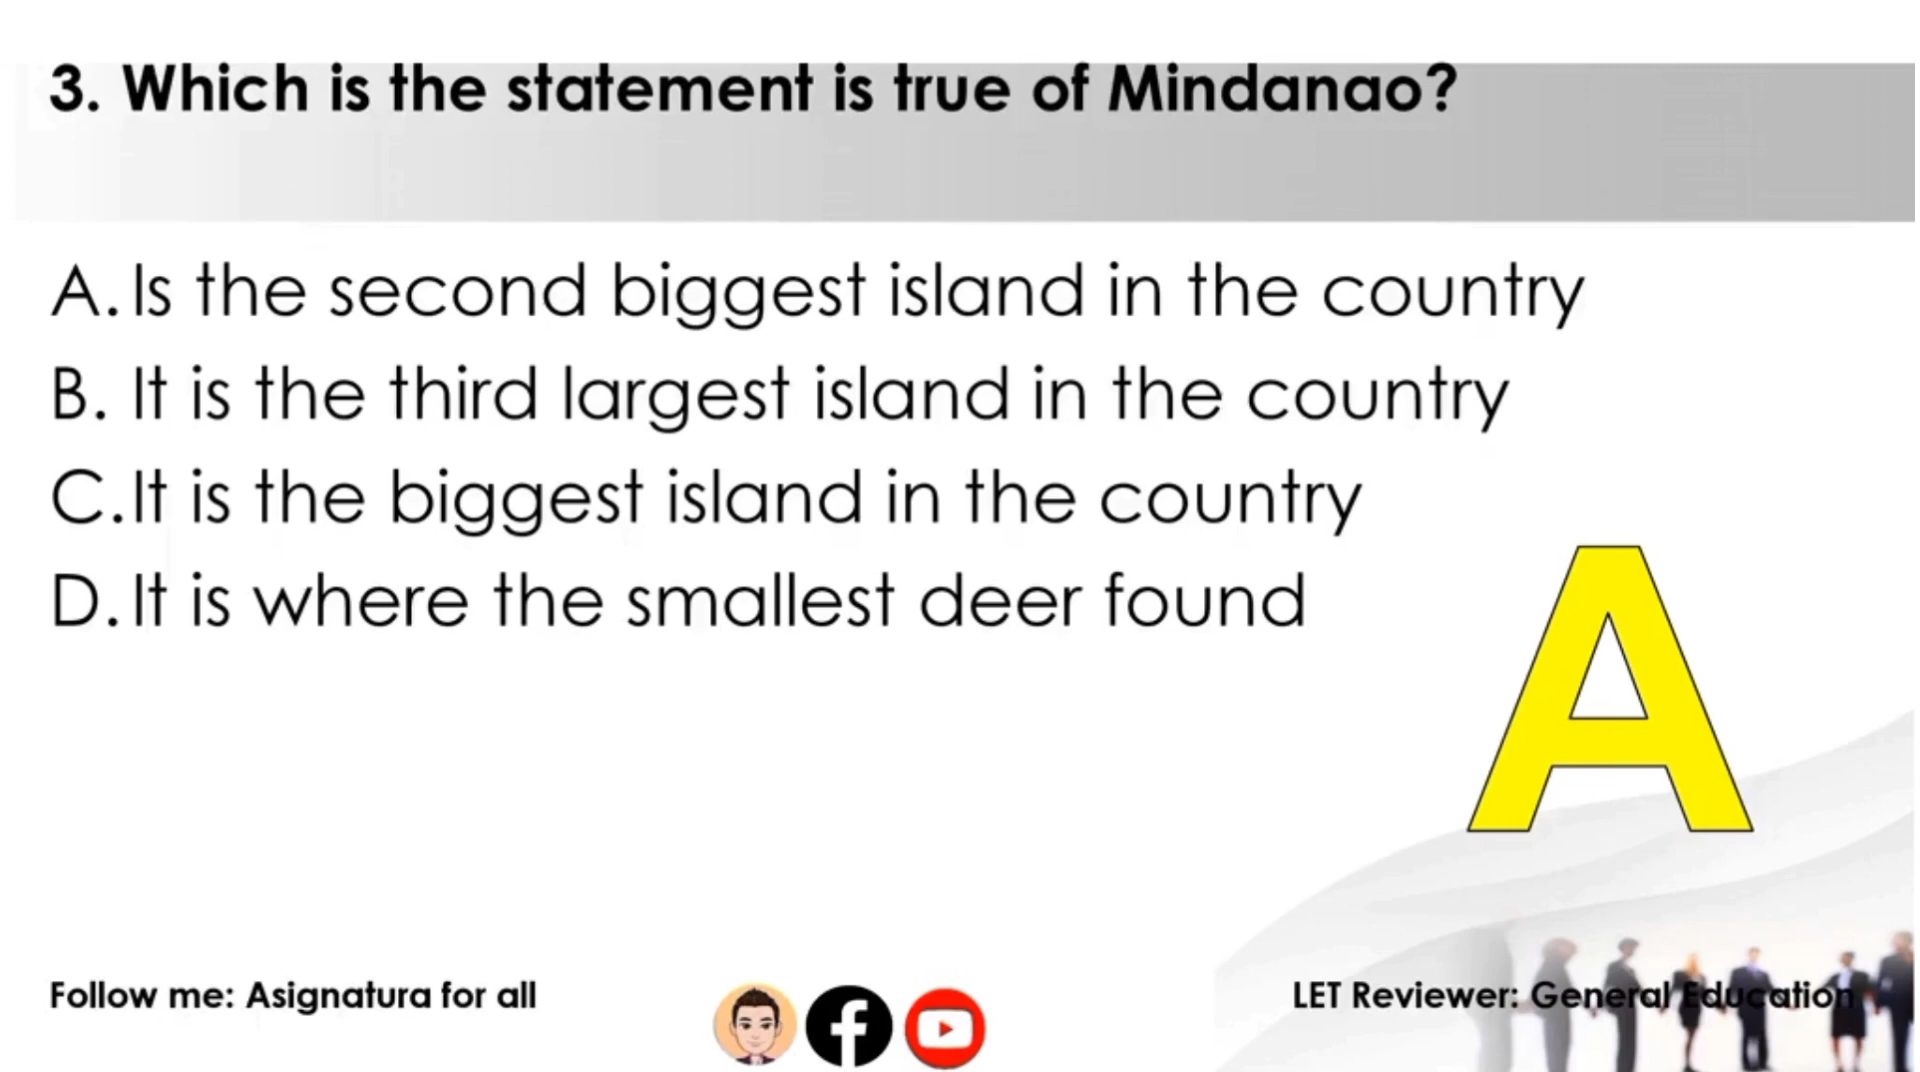 3. Which is the statement is true of Mindanao?
A. Is the second biggest island in the country
B. It is the third largest island in the country
C. It is the biggest island in the country
D. It is where the smallest deer found
A
Follow me: Asignatura for all
LET Reviewer: General Education